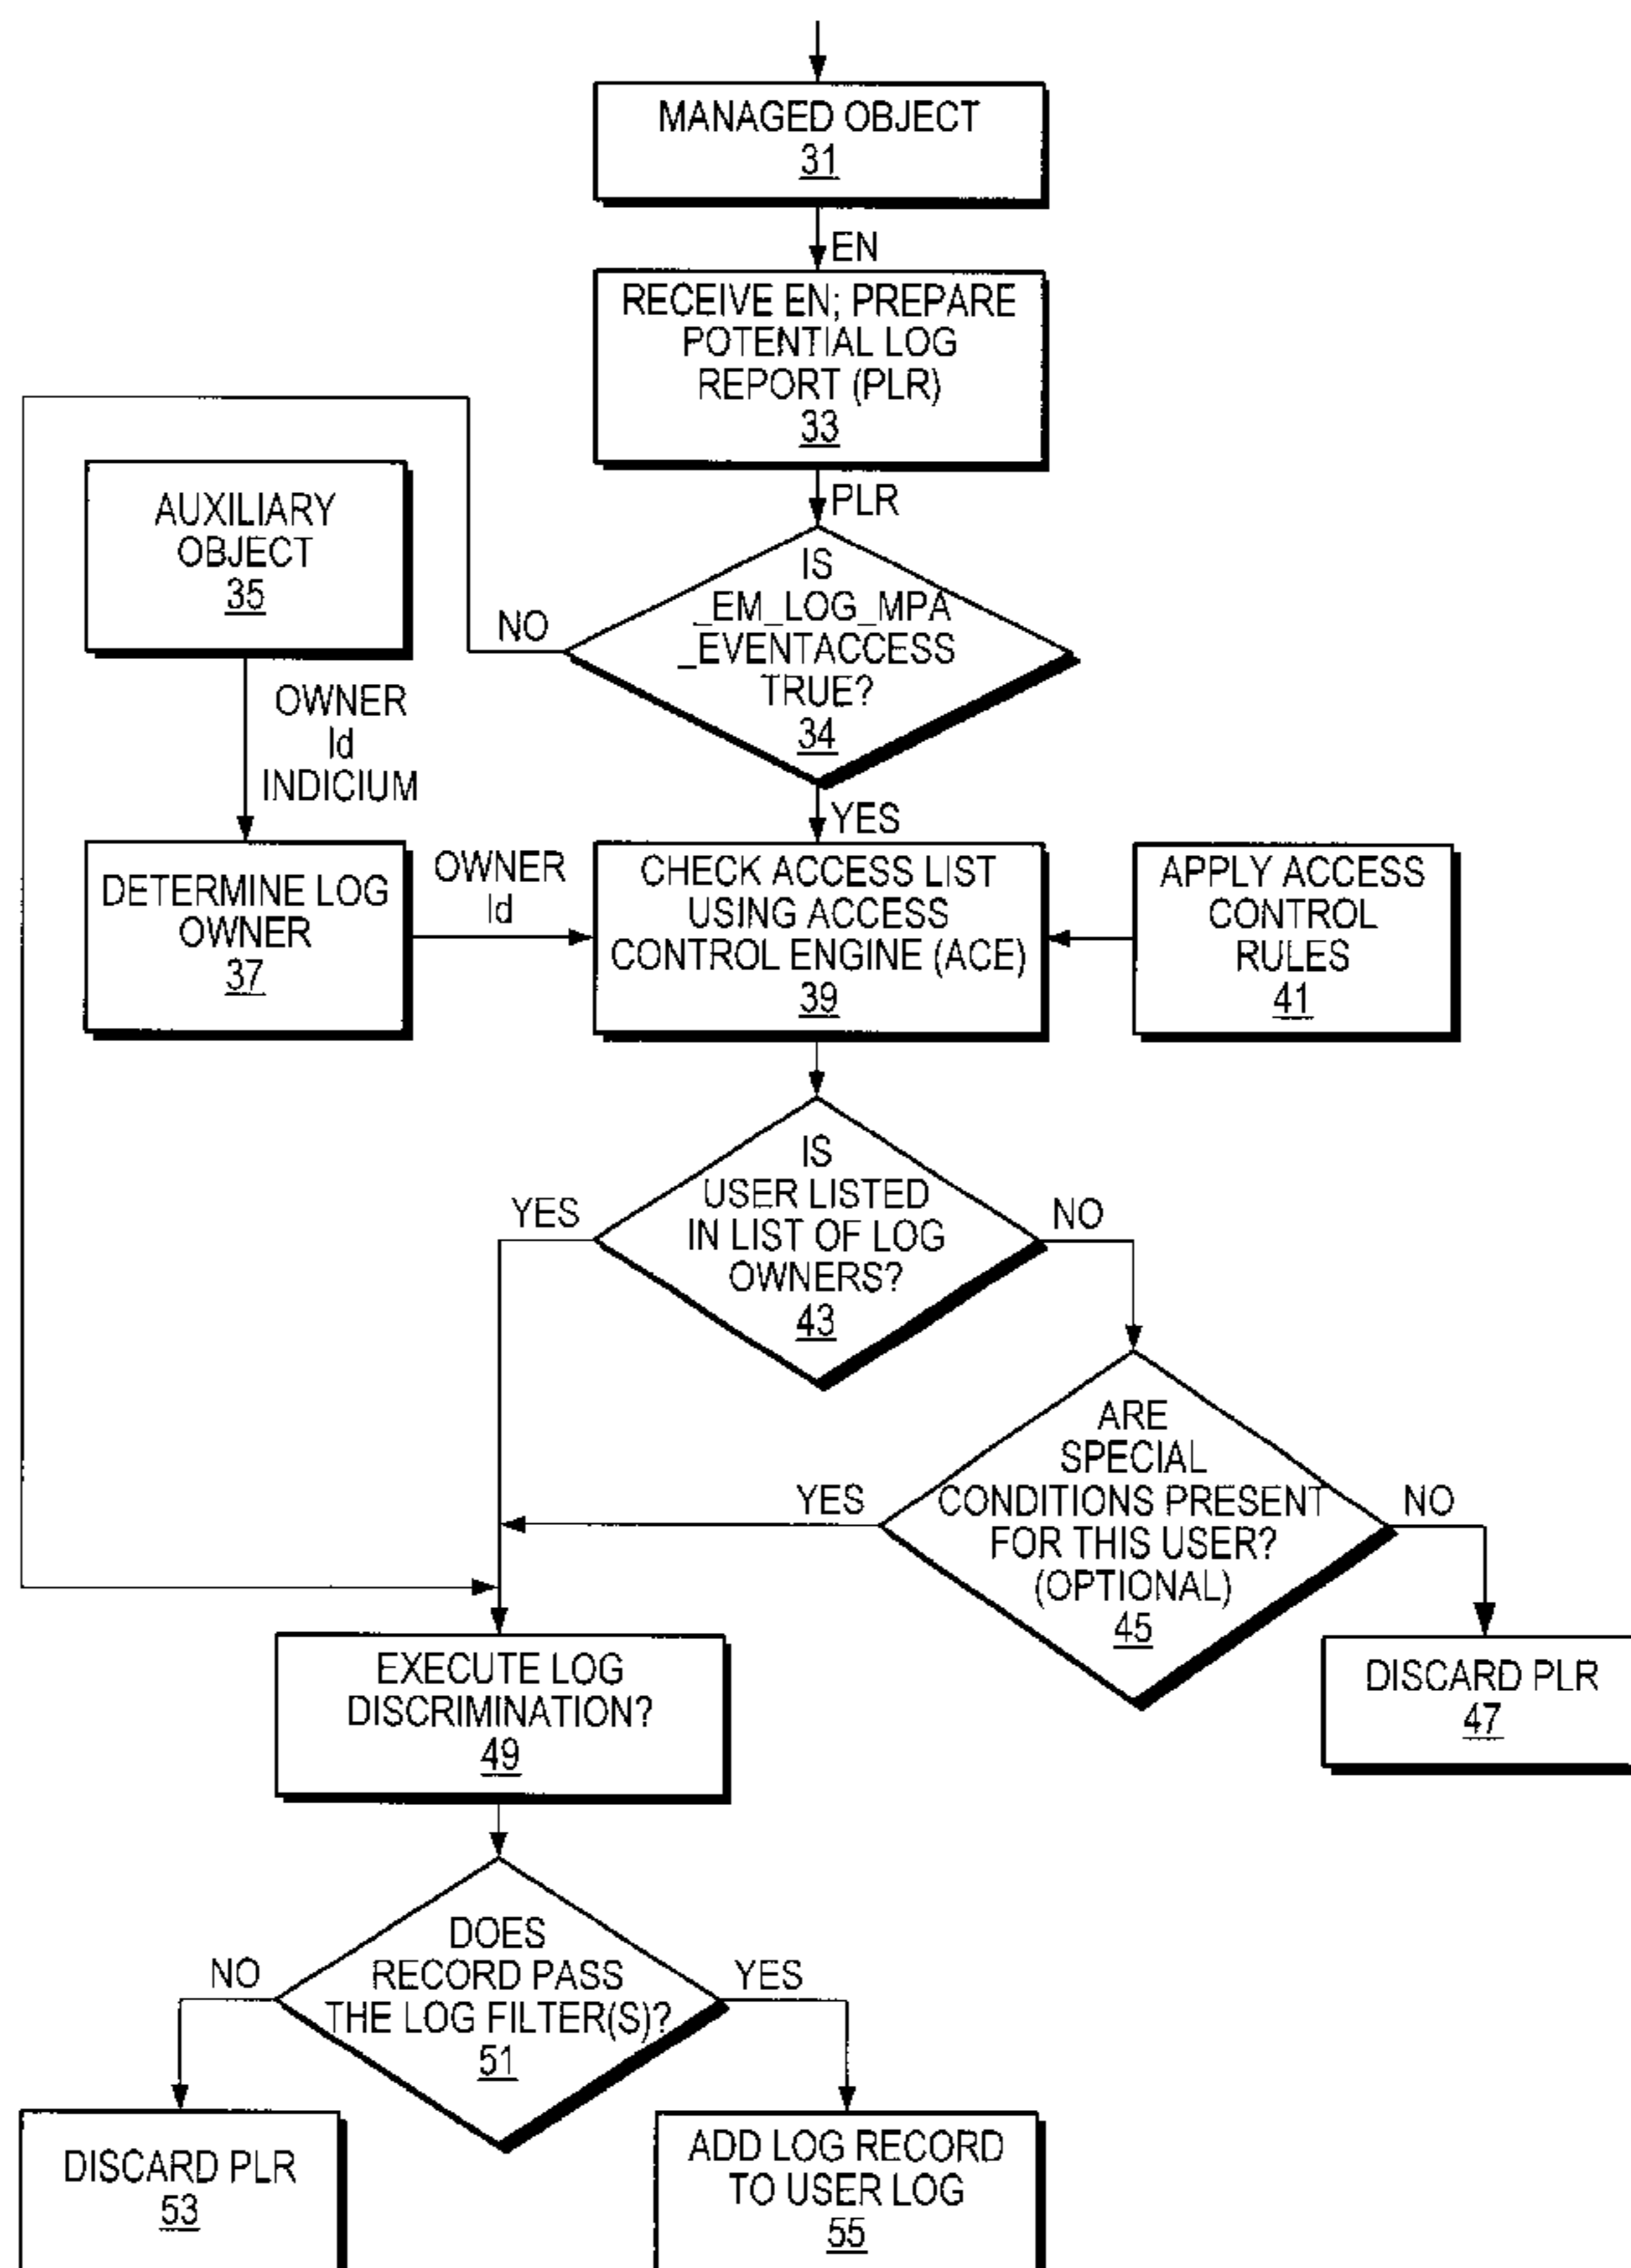 MANAGED OBJECT
31
EN
RECEIVE EN; PREPARE
POTENTIAL LOG
REPORT (PLR)
33
PLR
AUXILIARY
OBJECT
35
IS
_EM_LOG_MPA
_EVENTACCESS
TRUE?
34
NO
OWNER
Id
INDICIUM
YES
DETERMINE LOG
OWNER
37
OWNER
Id
CHECK ACCESS LIST
USING ACCESS
CONTROL ENGINE (ACE)
39
APPLY ACCESS
CONTROL
RULES
41
IS
USER LISTED
IN LIST OF LOG
OWNERS?
43
YES
NO
ARE
SPECIAL
CONDITIONS PRESENT
FOR THIS USER?
(OPTIONAL)
45
YES
NO
EXECUTE LOG
DISCRIMINATION?
49
DISCARD PLR
47
DOES
RECORD PASS
THE LOG FILTER(S)?
51
NO
YES
DISCARD PLR
53
ADD LOG RECORD
TO USER LOG
55